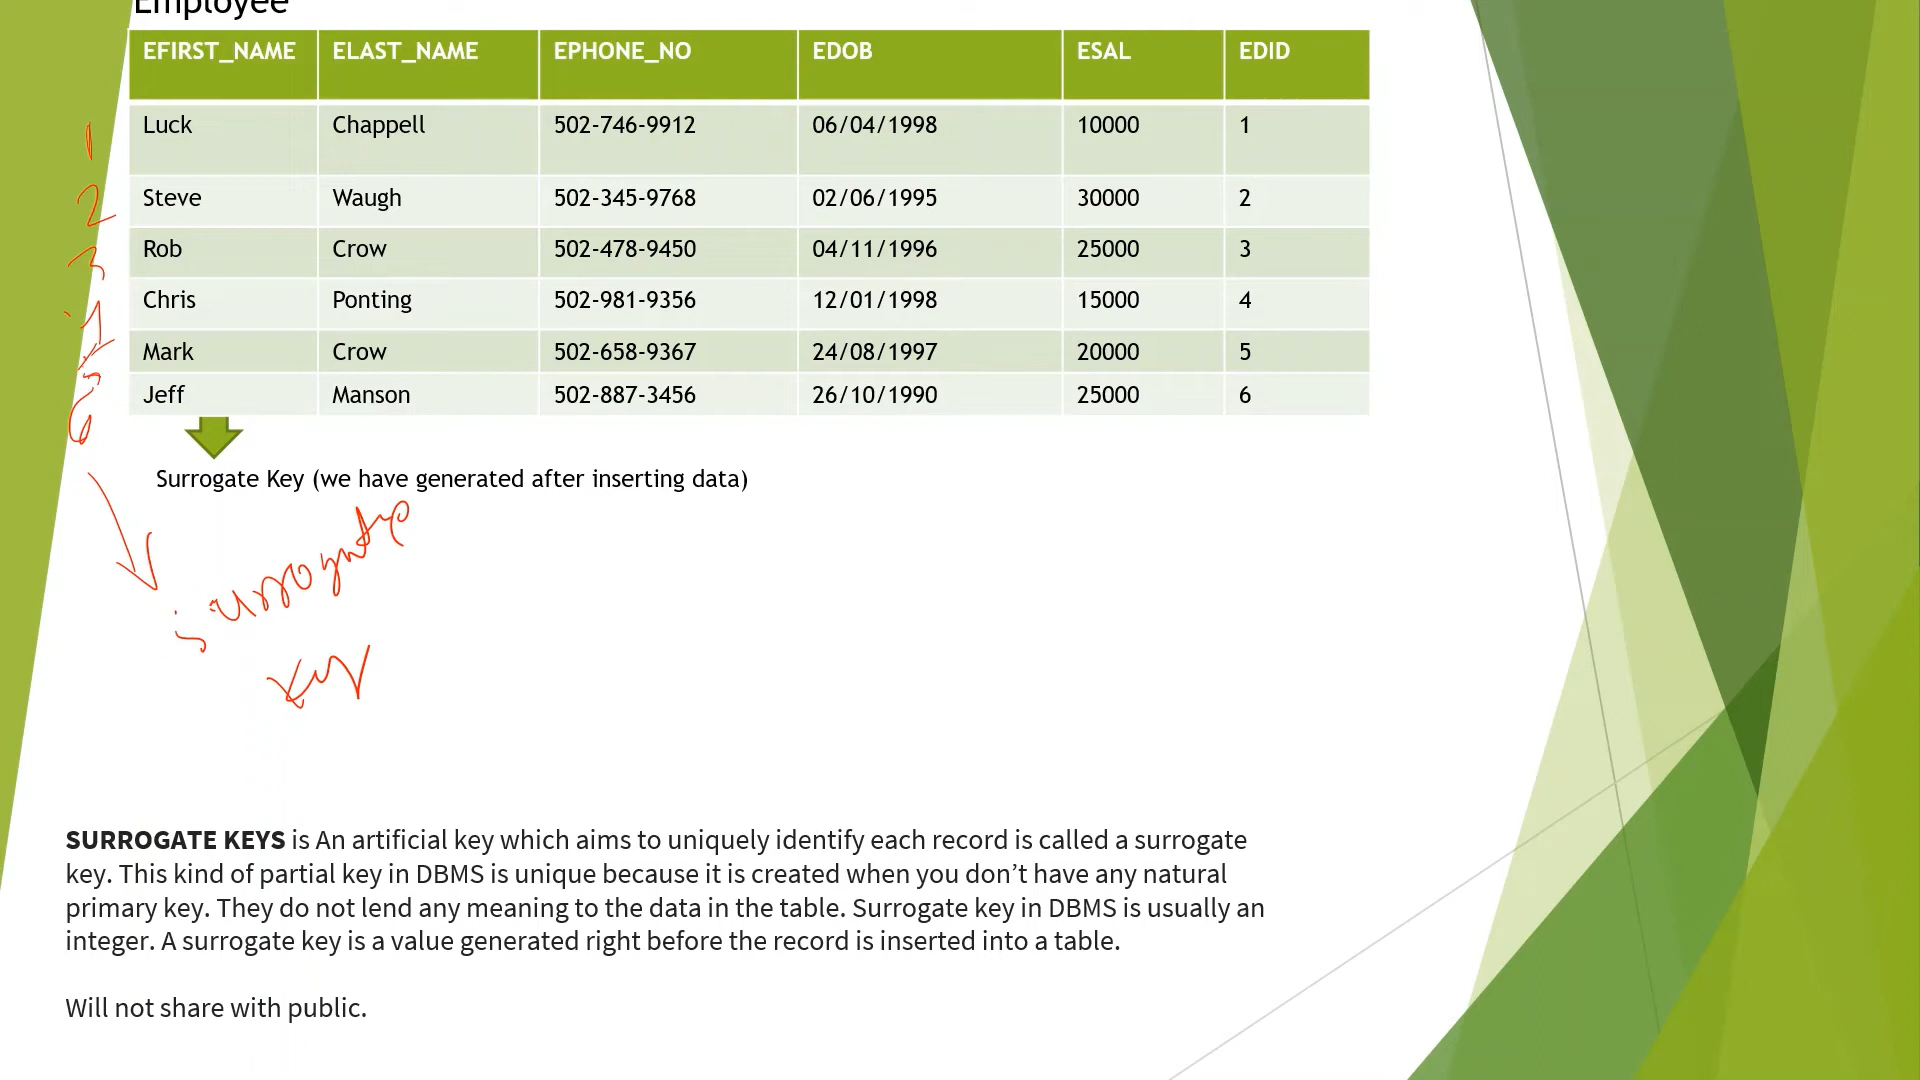 Employee
EFIRST_NAME ELAST_NAME EPHONE_NO EDOB ESAL EDID
1 Luck Chappell 502-746-9912 06/04/1998 10000 1
2 Steve Waugh 502-345-9768 02/06/1995 30000 2
3 Rob Crow 502-478-9450 04/11/1996 25000 3
Chris Ponting 502-981-9356 12/01/1998 15000 4
5 Mark Crow 502-658-9367 24/08/1997 20000 5
6 Jeff Manson 502-887-3456 26/10/1990 25000 6
Surrogate Key (we have generated after inserting data)
surrogate
key
SURROGATE KEYS is An artificial key which aims to uniquely identify each record is called a surrogate
key. This kind of partial key in DBMS is unique because it is created when you don’t have any natural
primary key. They do not lend any meaning to the data in the table. Surrogate key in DBMS is usually an
integer. A surrogate key is a value generated right before the record is inserted into a table.
Will not share with public.